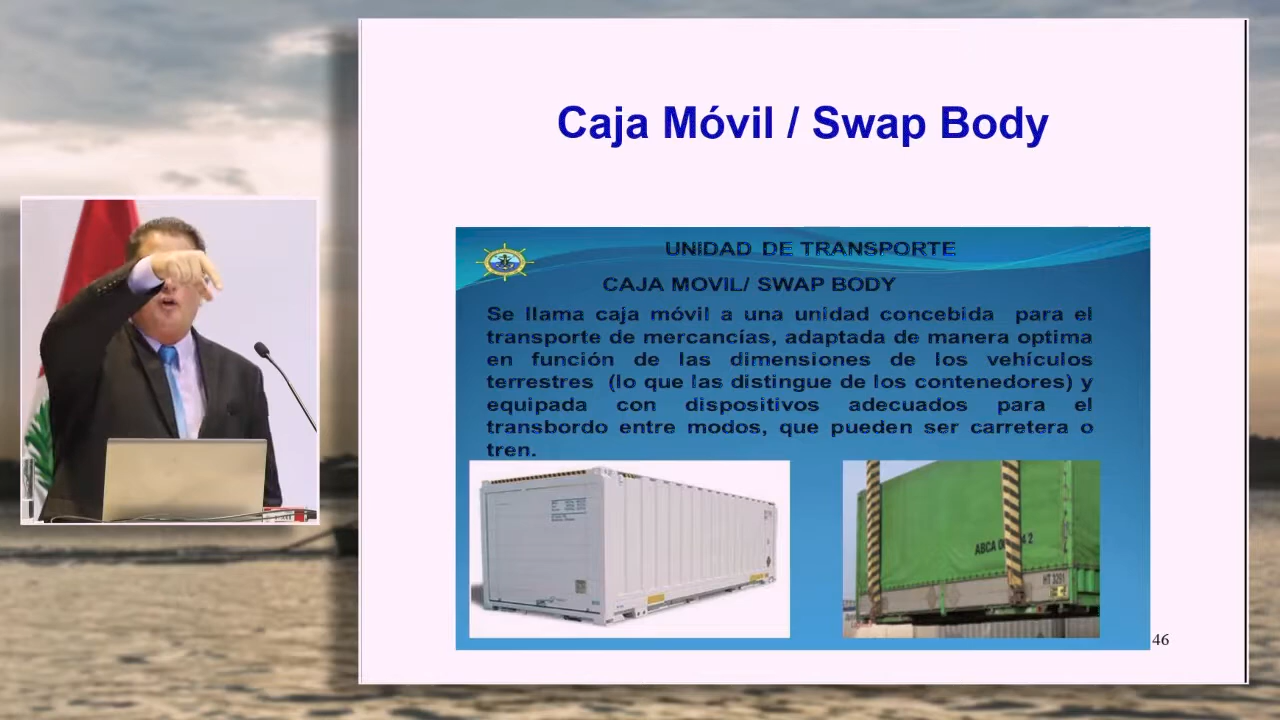 Caja Móvil / Swap Body
UNIDAD DE TRANSPORTE
CAJA MOVIL/ SWAP BODY
Se llama caja móvil a una unidad concebida para el
transporte de mercancías, adaptada de manera optima
en función de las dimensiones de los vehículos
terrestres (lo que las distingue de los contenedores) y
equipada con dispositivos adecuados para el
transbordo entre modos, que pueden ser carretera o
tren.
ABCA
HT 3261
46